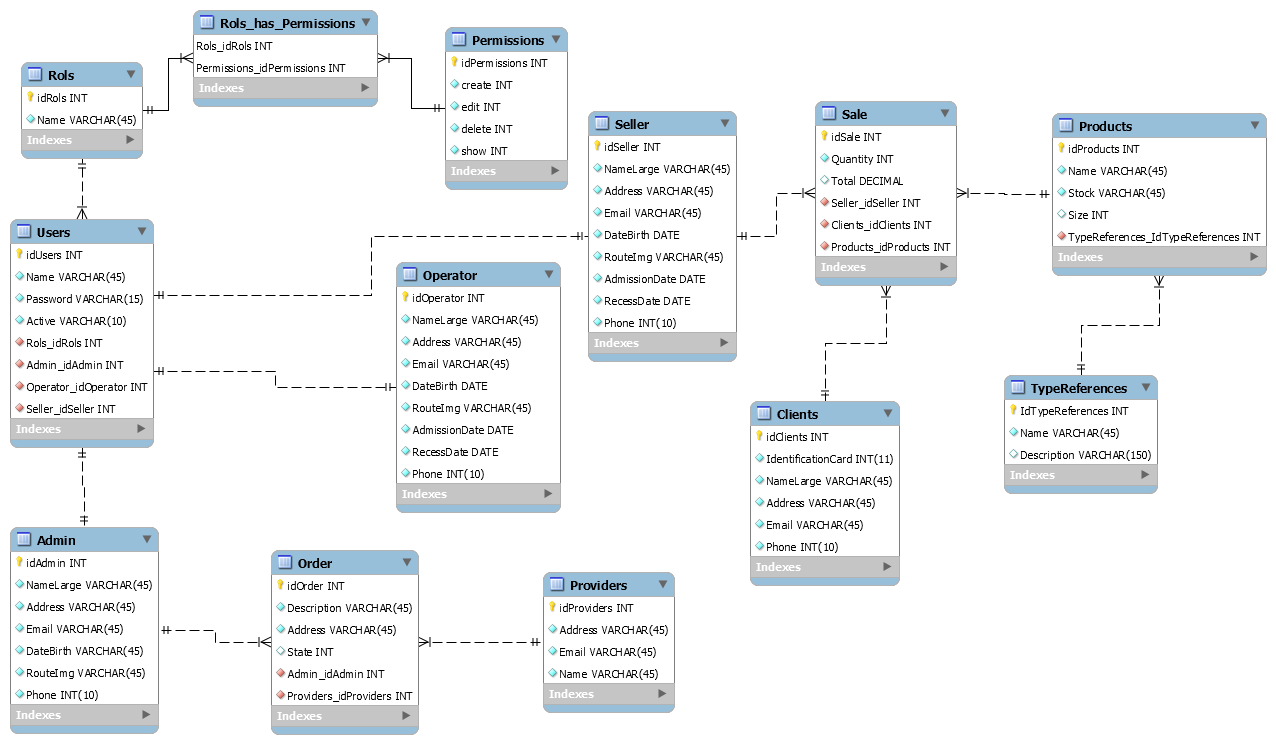 Rols_has_Permissions
Rols_idRols INT
Permissions_idPermissions INT
Indexes
Permissions
idPermissions INT
create INT
edit INT
delete INT
show INT
Indexes
Rols
idRols INT
Name VARCHAR(45)
Indexes
Seller
idSeller INT
NameLarge VARCHAR(45)
Address VARCHAR(45)
Email VARCHAR(45)
DateBirth DATE
RouteImg VARCHAR(45)
AdmissionDate DATE
RecessDate DATE
Phone INT(10)
Indexes
Sale
idSale INT
Quantity INT
Total DECIMAL
Seller_idSeller INT
Clients_idClients INT
Products_idProducts INT
Indexes
Products
idProducts INT
Name VARCHAR(45)
Stock VARCHAR(45)
Size INT
TypeReferences_IdTypeReferences INT
Indexes
Users
idUsers INT
Name VARCHAR(45)
Password VARCHAR(15)
Active VARCHAR(10)
Rols_idRols INT
Admin_idAdmin INT
Operator_idOperator INT
Seller_idSeller INT
Indexes
Operator
idOperator INT
NameLarge VARCHAR(45)
Address VARCHAR(45)
Email VARCHAR(45)
DateBirth DATE
RouteImg VARCHAR(45)
AdmissionDate DATE
RecessDate DATE
Phone INT(10)
Indexes
Clients
idClients INT
IdentificationCard INT(11)
NameLarge VARCHAR(45)
Address VARCHAR(45)
Email VARCHAR(45)
Phone INT(10)
Indexes
TypeReferences
IdTypeReferences INT
Name VARCHAR(45)
Description VARCHAR(150)
Indexes
Admin
idAdmin INT
NameLarge VARCHAR(45)
Address VARCHAR(45)
Email VARCHAR(45)
DateBirth VARCHAR(45)
RouteImg VARCHAR(45)
Phone INT(10)
Indexes
Order
idOrder INT
Description VARCHAR(45)
Address VARCHAR(45)
State INT
Admin_idAdmin INT
Providers_idProviders INT
Indexes
Providers
idProviders INT
Address VARCHAR(45)
Email VARCHAR(45)
Name VARCHAR(45)
Indexes